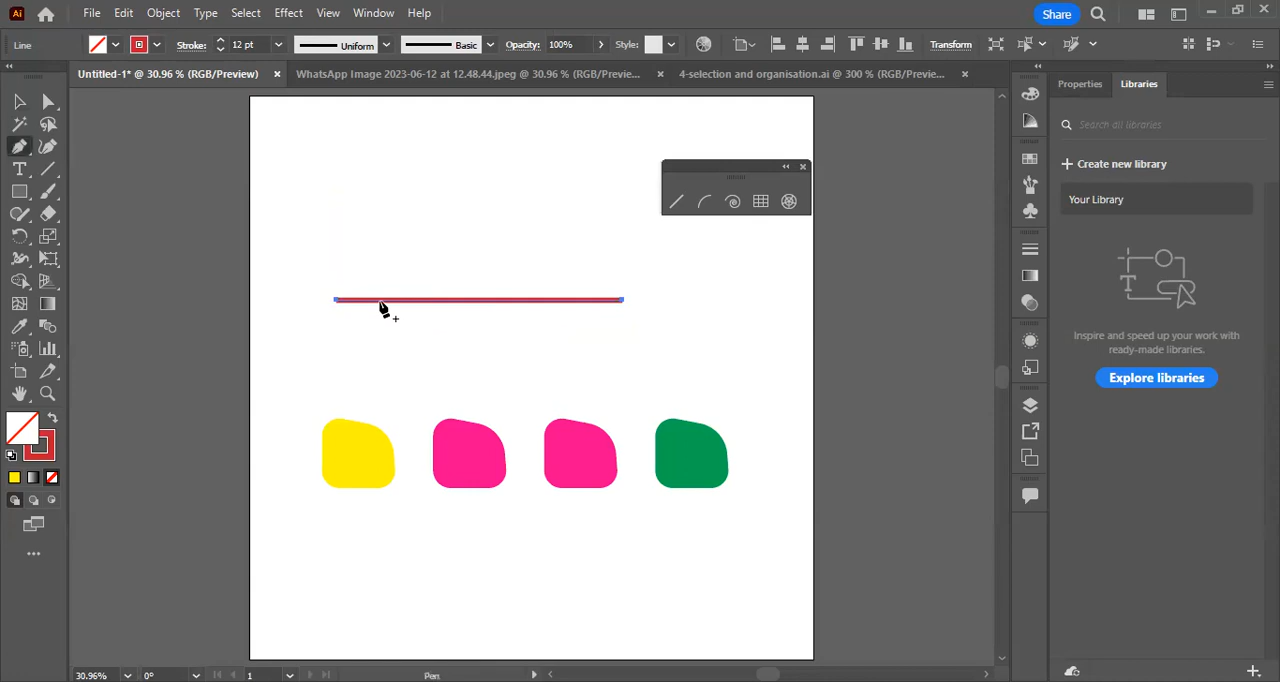 Ai File Edit Object Type Select Effect View Window Help Share
Line Stroke: 12 pt Uniform Basic Opacity: 100% Style: Transform
Untitled-1* @ 30.96 % (RGB/Preview) × WhatsApp Image 2023-06-12 at 12.48.44.jpeg @ 30.96 % (RGB/Previe... × 4-selection and organisation.ai @ 300 % (RGB/Previe... ×
Properties Libraries
Search all libraries
Create new library
Your Library
Inspire and speed up your work with
ready-made libraries.
Explore libraries
30.96% 0° 1 Pen